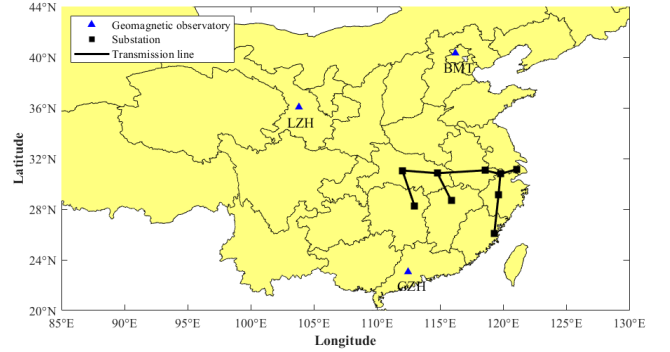 44°N
Geomagnetic observatory
Substation
Transmission line
40°N
BMT
36°N
LZH
Latitude
32°N
28°N
24°N
GZH
20°N
85°E 90°E 95°E 100°E 105°E 110°E 115°E 120°E 125°E 130°E
Longitude